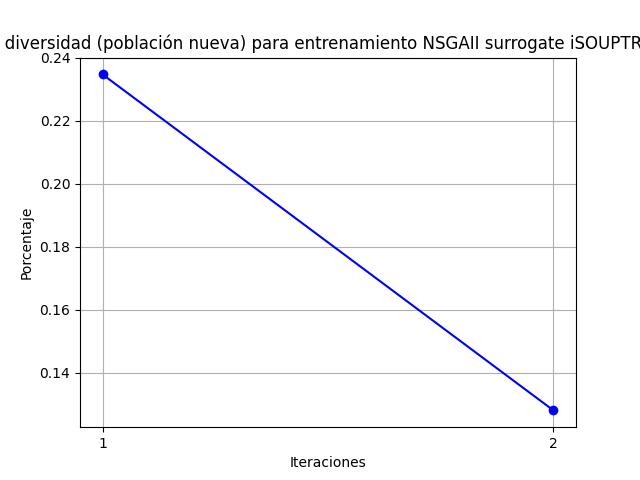 diversidad (población nueva) para entrenamiento NSGAII surrogate iSOUPTR
0.24
0.22
0.20
0.18
0.16
0.14
Porcentaje
1
2
Iteraciones